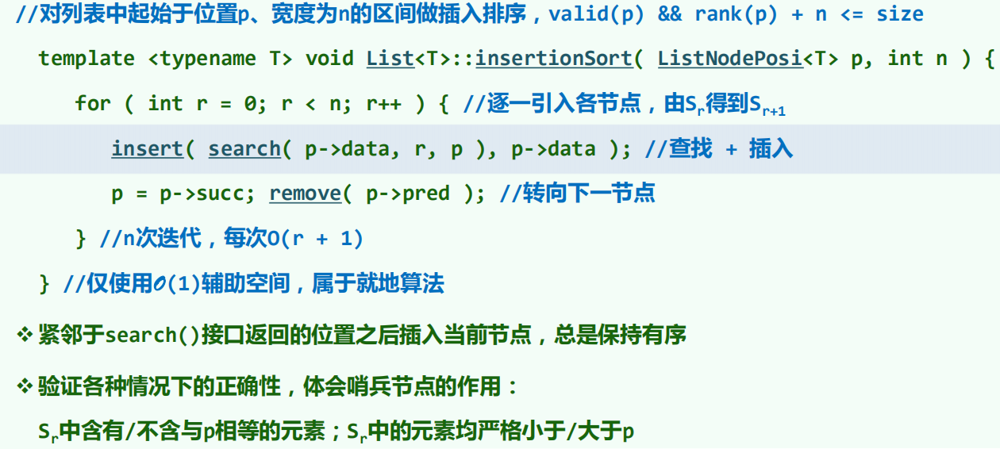 //对列表中起始于位置p、宽度为n的区间做插入排序，valid(p) && rank(p) + n <= size
template <typename T> void List<T>::insertionSort( ListNodePosi<T> p, int n ) {
for ( int r = 0; r < n; r++ ) { //逐一引入各节点，由Sr得到Sr+1
insert( search( p->data, r, p ), p->data ); //查找 + 插入
p = p->succ; remove( p->pred ); //转向下一节点
} //n次迭代，每次O(r + 1)
} //仅使用O(1)辅助空间，属于就地算法
❖ 紧邻于search()接口返回的位置之后插入当前节点，总是保持有序
❖ 验证各种情况下的正确性，体会哨兵节点的作用：
Sr中含有/不含与p相等的元素；Sr中的元素均严格小于/大于p